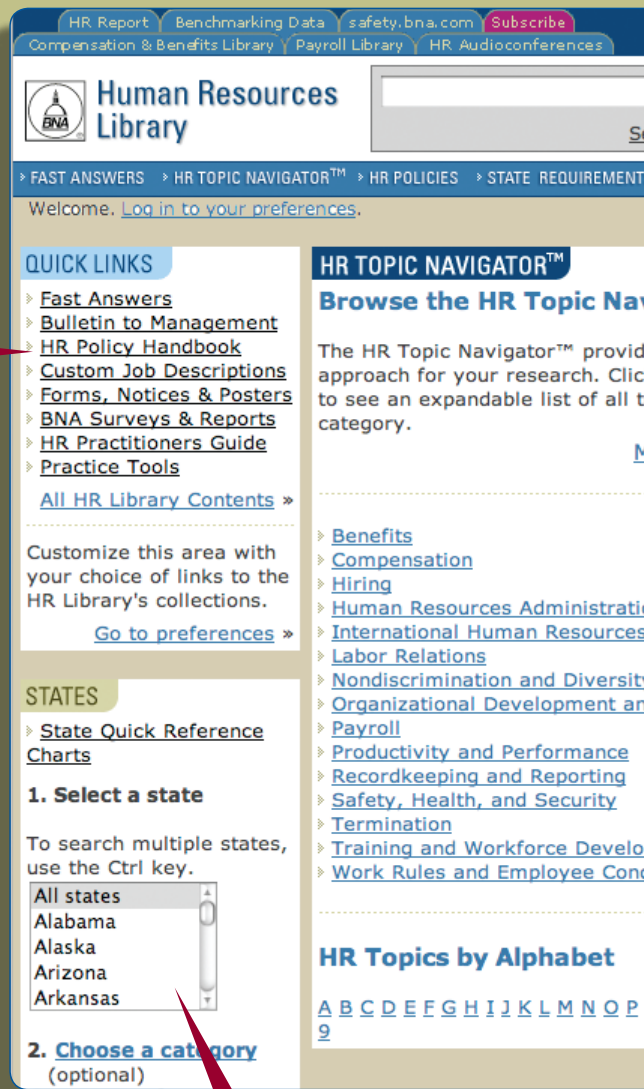 HR Report Benchmarking Data safety.bna.com Subscribe
Compensation & Benefits Library Payroll Library HR Audioconferences
BNA
Human Resources
Library
FAST ANSWERS HR TOPIC NAVIGATOR™ HR POLICIES STATE REQUIREMENT
Welcome. Log in to your preferences.
QUICK LINKS
Fast Answers
Bulletin to Management
HR Policy Handbook
Custom Job Descriptions
Forms, Notices & Posters
BNA Surveys & Reports
HR Practitioners Guide
Practice Tools
All HR Library Contents »
Customize this area with
your choice of links to the
HR Library's collections.
Go to preferences »
STATES
State Quick Reference
Charts
1. Select a state
To search multiple states,
use the Ctrl key.
All states
Alabama
Alaska
Arizona
Arkansas
2. Choose a category
(optional)
HR TOPIC NAVIGATOR™
Browse the HR Topic
The HR Topic Navigator™
approach for your research.
to see an expandable list of all
category.
Benefits
Compensation
Hiring
Human Resources
International Human Resources
Labor Relations
Nondiscrimination and
Organizational Development
Payroll
Productivity and Performance
Recordkeeping and Reporting
Safety, Health, and Security
Termination
Training and Workforce
Work Rules and Employee
HR Topics by Alphabet
A B C D E F G H I J K L M N O P
9